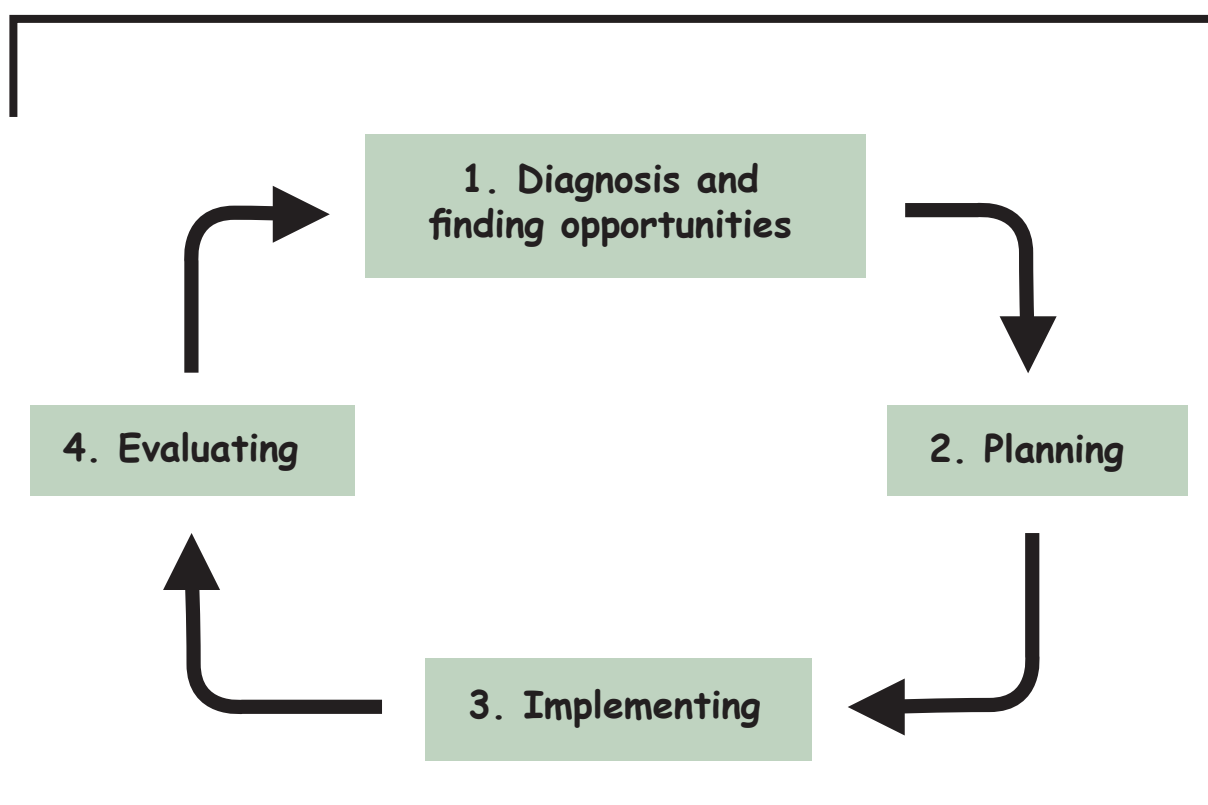 1. Diagnosis and
finding opportunities
2. Planning
3. Implementing
4. Evaluating